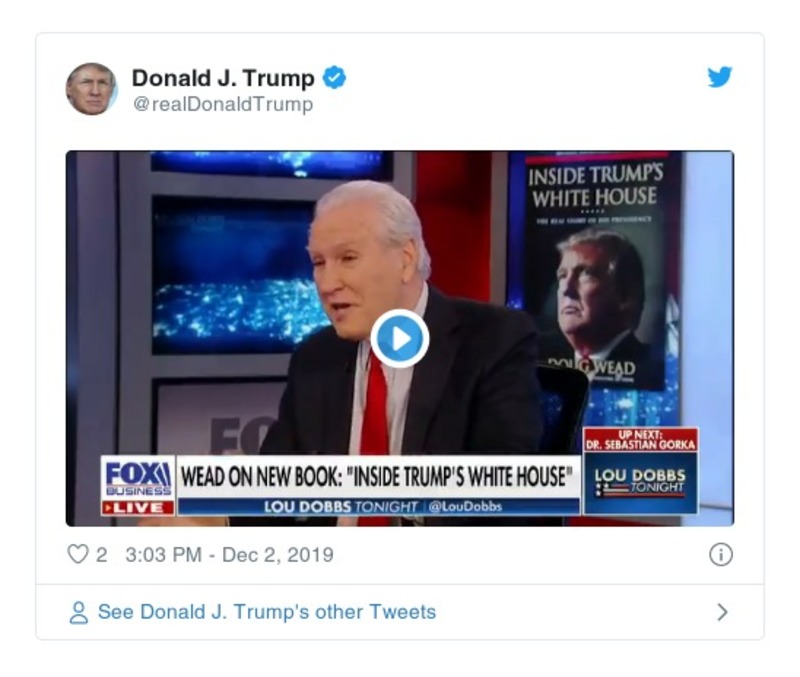 Donald J. Trump
@realDonaldTrump
INSIDE TRUMP'S
WHITE HOUSE
THE REAL STORY OF HIS PRESIDENCY
DOUG WEAD
FO
UP NEXT:
DR. SEBASTIAN GORKA
FOX
BUSINESS
LIVE
WEAD ON NEW BOOK: "INSIDE TRUMP'S WHITE HOUSE"
LOU DOBBS TONIGHT @LouDobbs
LOU DOBBS
TONIGHT
2 3:03 PM - Dec 2, 2019
See Donald J. Trump's other Tweets